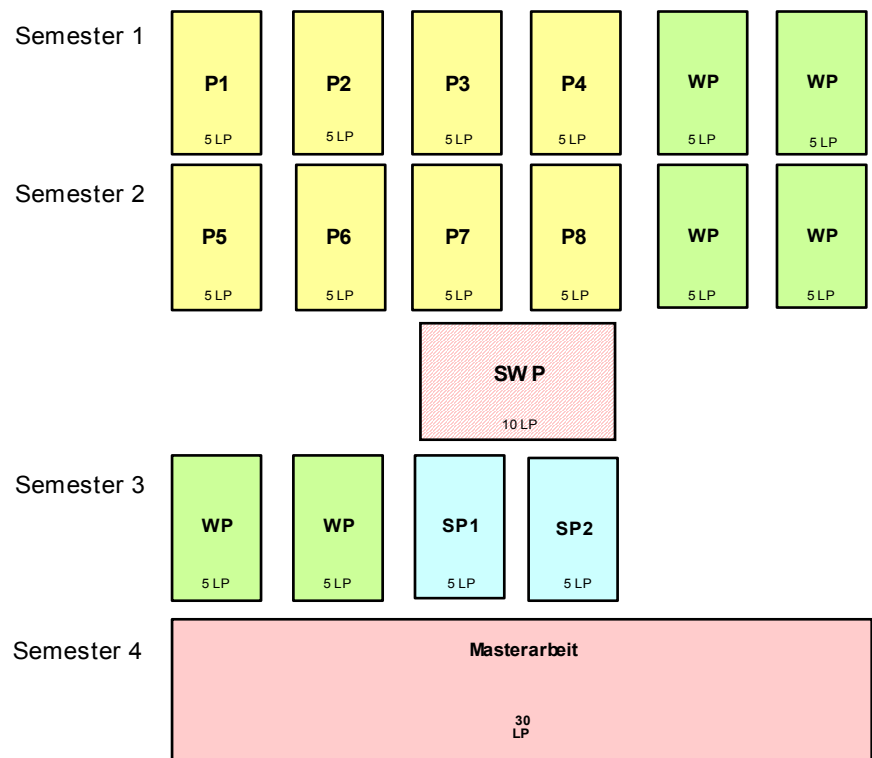 Semester 1
P1
P2
P3
P4
WP
WP
5 LP
5 LP
5 LP
5 LP
5 LP
5 LP
Semester 2
P5
P6
P7
P8
WP
WP
5 LP
5 LP
5 LP
5 LP
5 LP
5 LP
SWP
10 LP
Semester 3
WP
WP
SP1
SP2
5 LP
5 LP
5 LP
5 LP
Semester 4
Masterarbeit
30
LP